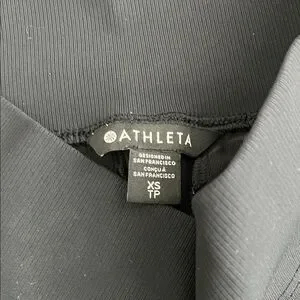 ATHLETA
DESIGNED IN
SAN FRANCISCO
CONÇU À
SAN FRANCISCO
XS
TP